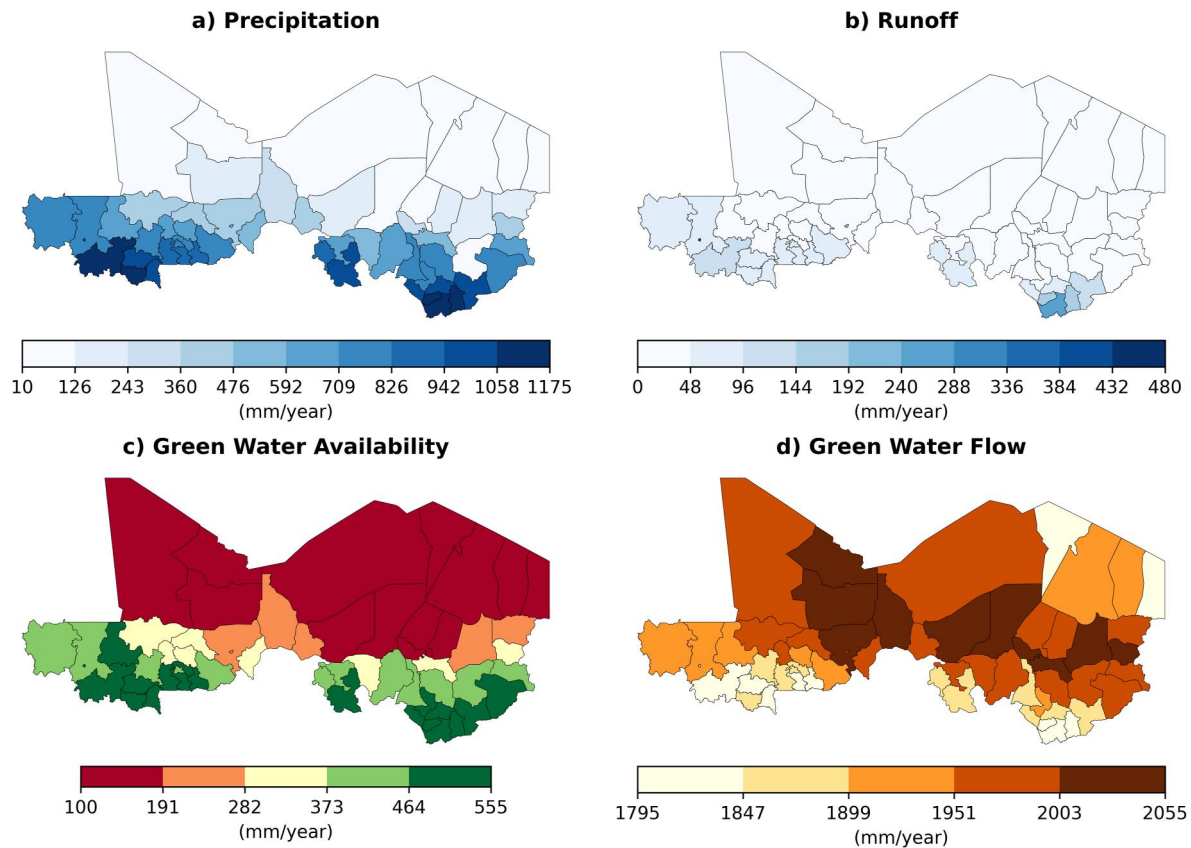 a) Precipitation
b) Runoff
10 126 243 360 476 592 709 826 942 1058 1175
(mm/year)
0 48 96 144 192 240 288 336 384 432 480
(mm/year)
c) Green Water Availability
d) Green Water Flow
100 191 282 373 464 555
(mm/year)
1795 1847 1899 1951 2003 2055
(mm/year)